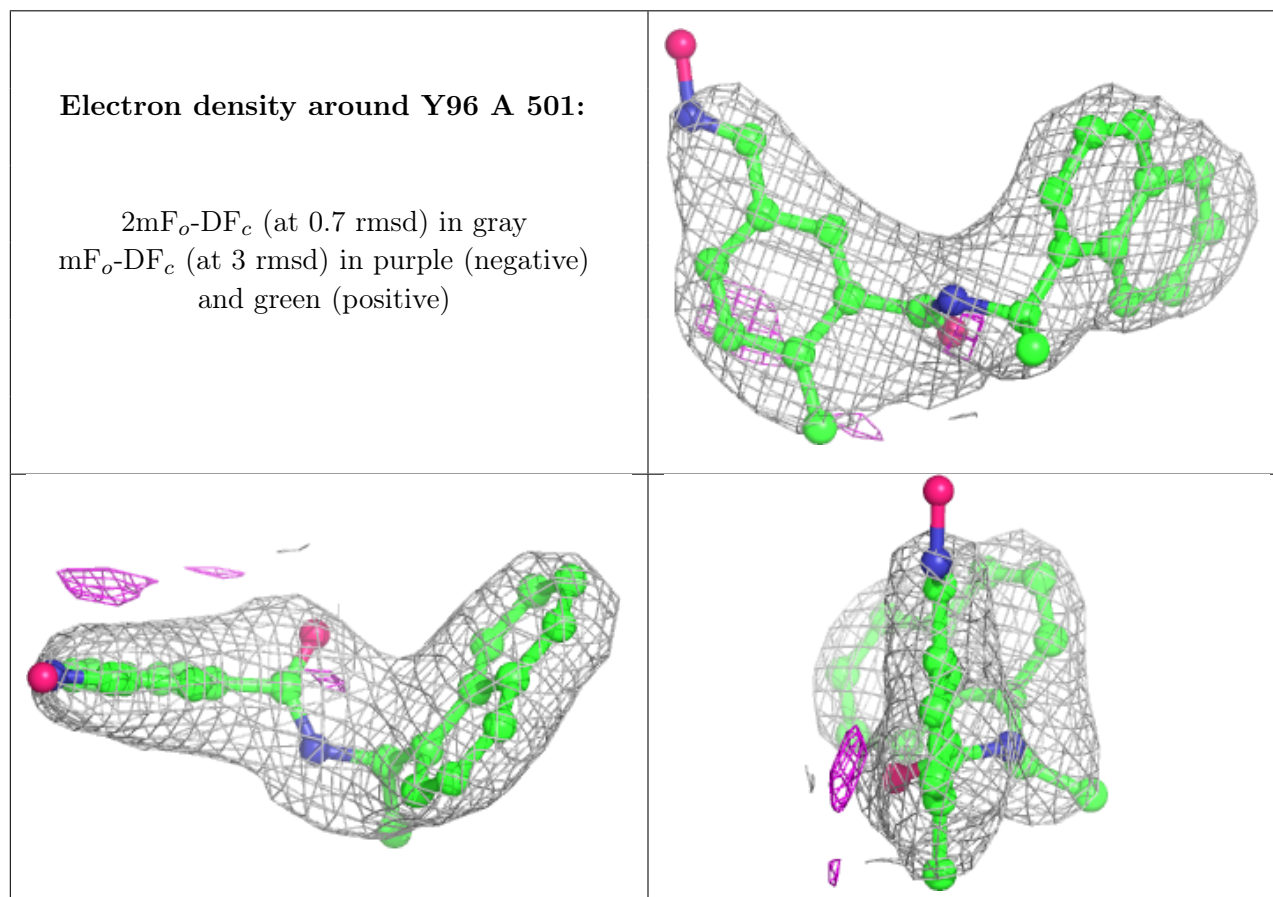 Electron density around Y96 A 501:
2mFo-DFc (at 0.7 rmsd) in gray
mFo-DFc (at 3 rmsd) in purple (negative)
and green (positive)